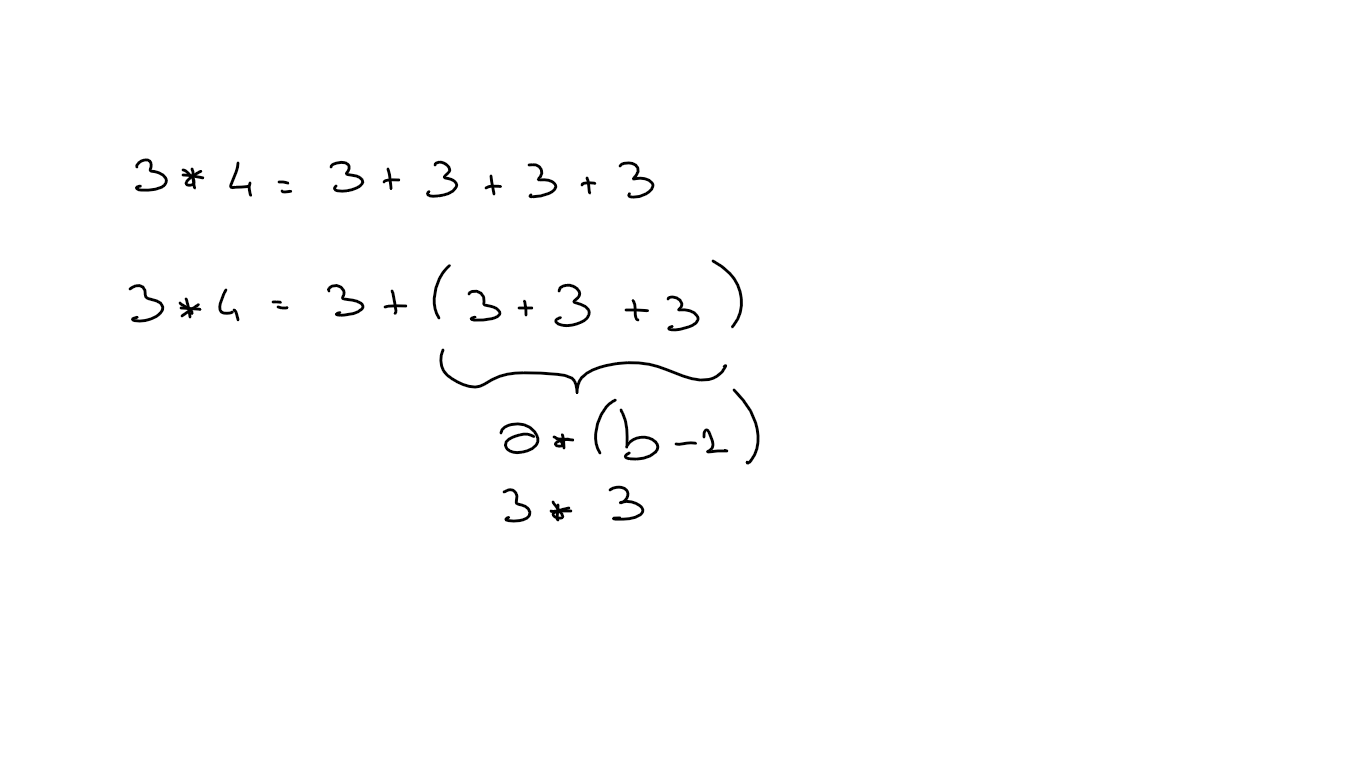 3 * 4 = 3 + 3 + 3 + 3
3 * 4 = 3 + (3 + 3 + 3)
a * (b - 1)
3 * 3